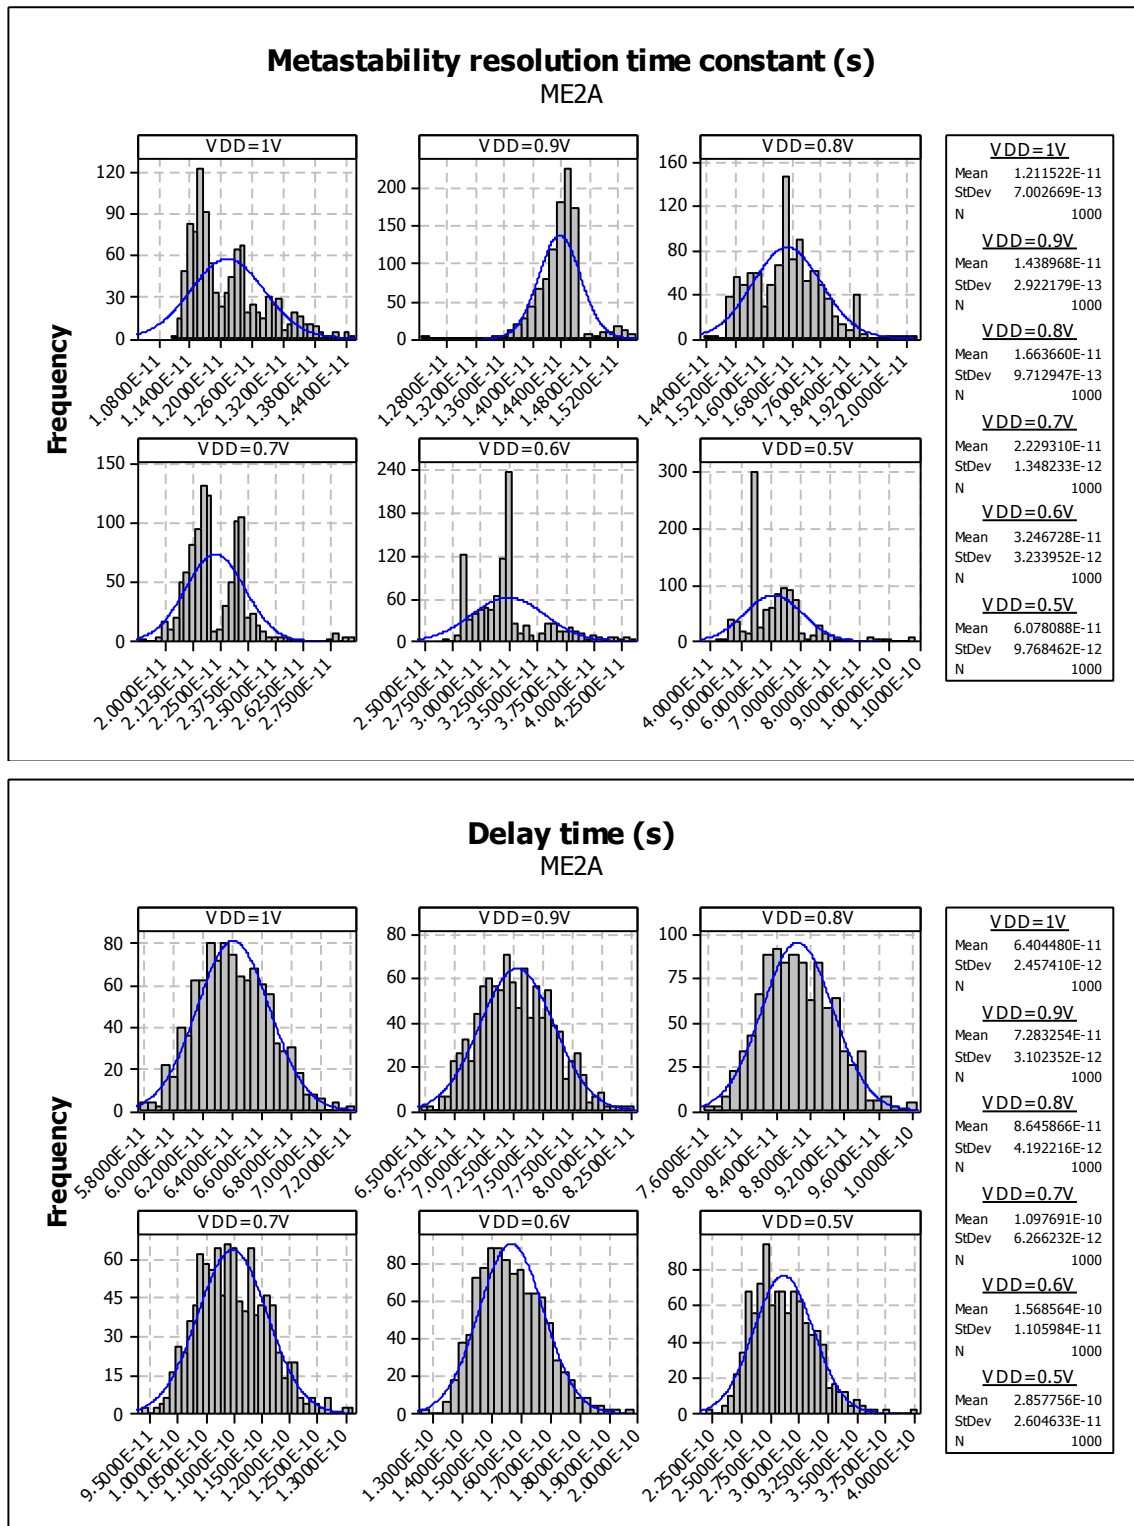 Metastability resolution time constant (s)
ME2A
Frequency
VDD=1V
120
90
60
30
0
1.0800E-11
1.1400E-11
1.2000E-11
1.2600E-11
1.3200E-11
1.3800E-11
1.4400E-11
VDD=0.9V
200
150
100
50
0
1.2800E-11
1.3200E-11
1.3600E-11
1.4000E-11
1.4400E-11
1.4800E-11
1.5200E-11
VDD=0.8V
160
120
80
40
0
1.4400E-11
1.5200E-11
1.6000E-11
1.6800E-11
1.7600E-11
1.8400E-11
1.9200E-11
2.0000E-11
VDD=0.7V
150
100
50
0
2.0000E-11
2.1250E-11
2.2500E-11
2.3750E-11
2.5000E-11
2.6250E-11
2.7500E-11
VDD=0.6V
240
180
120
60
0
2.5000E-11
2.7500E-11
3.0000E-11
3.2500E-11
3.5000E-11
3.7500E-11
4.0000E-11
4.2500E-11
VDD=0.5V
300
200
100
0
4.0000E-11
5.0000E-11
6.0000E-11
7.0000E-11
8.0000E-11
9.0000E-11
1.0000E-10
1.1000E-10
VDD=1V
Mean 1.211522E-11
StDev 7.002669E-13
N 1000
VDD=0.9V
Mean 1.438968E-11
StDev 2.922179E-13
N 1000
VDD=0.8V
Mean 1.663660E-11
StDev 9.712947E-13
N 1000
VDD=0.7V
Mean 2.229310E-11
StDev 1.348233E-12
N 1000
VDD=0.6V
Mean 3.246728E-11
StDev 3.233952E-12
N 1000
VDD=0.5V
Mean 6.078088E-11
StDev 9.768462E-12
N 1000
Delay time (s)
ME2A
Frequency
VDD=1V
80
60
40
20
0
5.8000E-11
6.0000E-11
6.2000E-11
6.4000E-11
6.6000E-11
6.8000E-11
7.0000E-11
7.2000E-11
VDD=0.9V
80
60
40
20
0
6.5000E-11
6.7500E-11
7.0000E-11
7.2500E-11
7.5000E-11
7.7500E-11
8.0000E-11
8.2500E-11
VDD=0.8V
100
75
50
25
0
7.6000E-11
8.0000E-11
8.4000E-11
8.8000E-11
9.2000E-11
9.6000E-11
1.0000E-10
VDD=0.7V
60
45
30
15
0
9.5000E-11
1.0000E-10
1.0500E-10
1.1000E-10
1.1500E-10
1.2000E-10
1.2500E-10
1.3000E-10
VDD=0.6V
80
60
40
20
0
1.3000E-10
1.4000E-10
1.5000E-10
1.6000E-10
1.7000E-10
1.8000E-10
1.9000E-10
2.0000E-10
VDD=0.5V
80
60
40
20
0
2.2500E-10
2.5000E-10
2.7500E-10
3.0000E-10
3.2500E-10
3.5000E-10
3.7500E-10
4.0000E-10
VDD=1V
Mean 6.404480E-11
StDev 2.457410E-12
N 1000
VDD=0.9V
Mean 7.283254E-11
StDev 3.102352E-12
N 1000
VDD=0.8V
Mean 8.645866E-11
StDev 4.192216E-12
N 1000
VDD=0.7V
Mean 1.097691E-10
StDev 6.266232E-12
N 1000
VDD=0.6V
Mean 1.568564E-10
StDev 1.105984E-11
N 1000
VDD=0.5V
Mean 2.857756E-10
StDev 2.604633E-11
N 1000